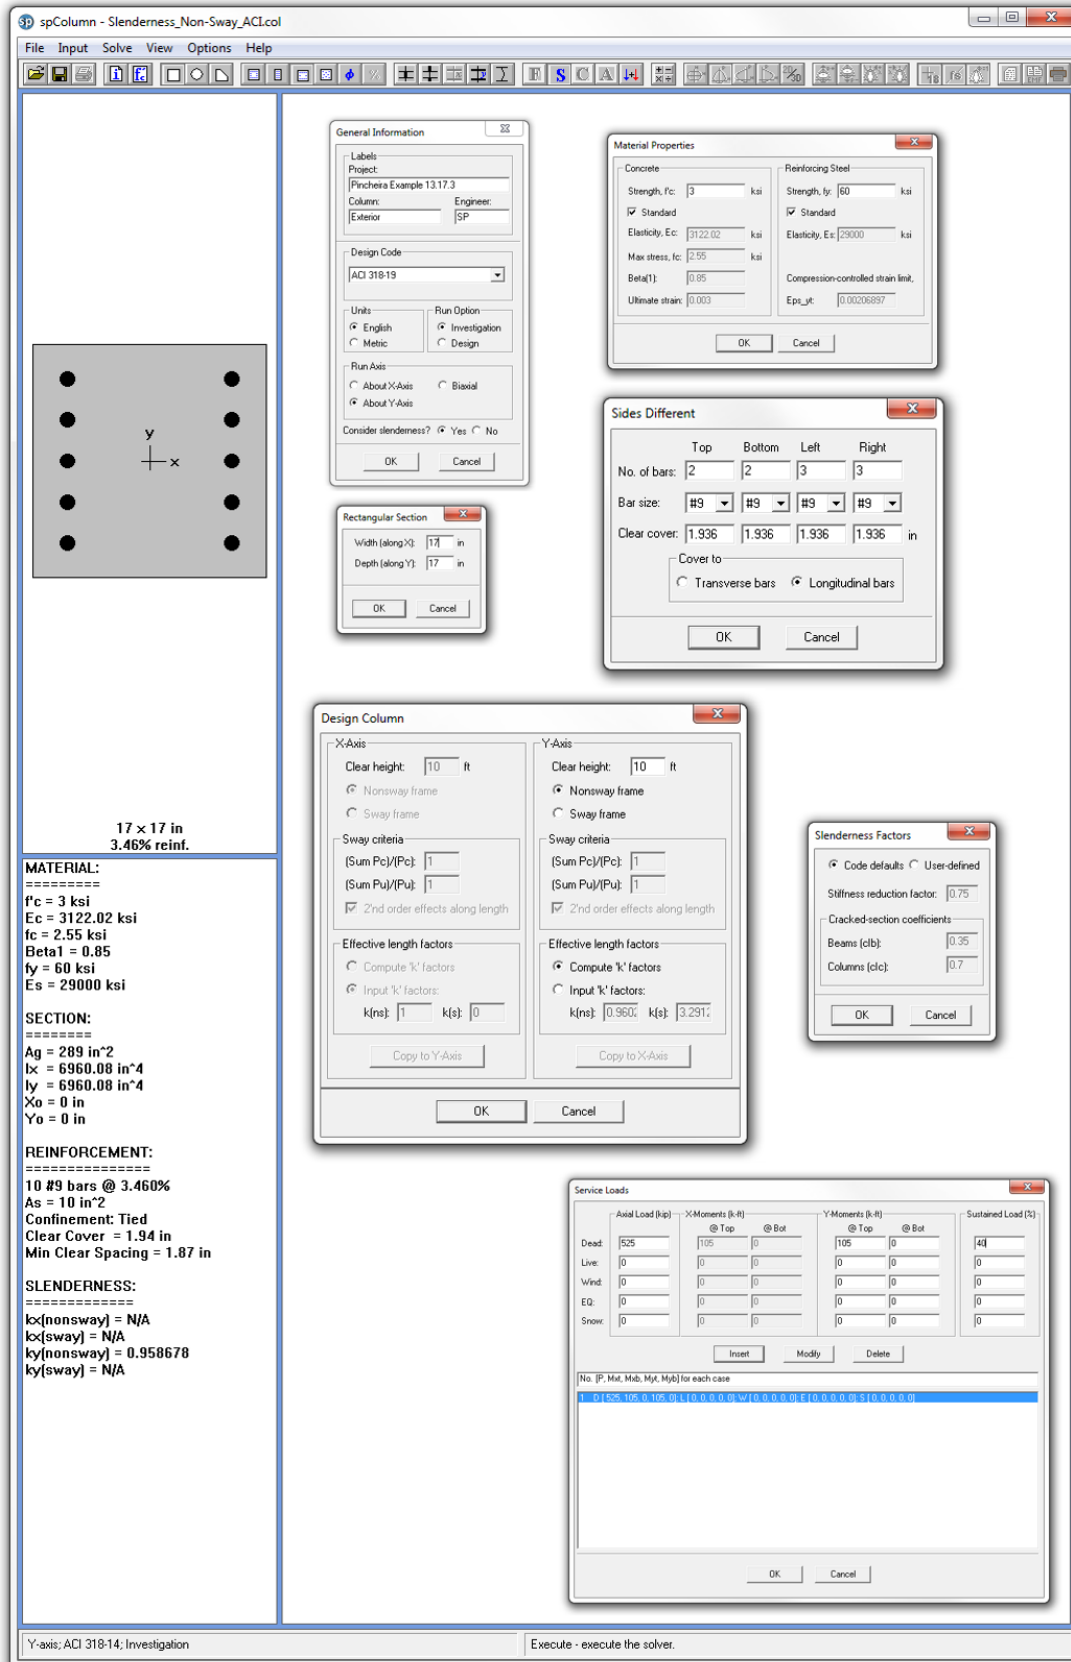 spColumn - Slenderness_Non-Sway_ACI.col
File Input Solve View Options Help
General Information
Labels
Project:
Pincheira Example 13.17.3
Column: Engineer:
Exterior SP
Design Code
ACI 318-19
Units Run Option
English Investigation
Metric Design
Run Axis
About X-Axis Biaxial
About Y-Axis
Consider slenderness? Yes No
OK Cancel
Material Properties
Concrete Reinforcing Steel
Strength, f'c: 3 ksi Strength, fy: 60 ksi
Standard Standard
Elasticity, Ec: 3122.02 ksi Elasticity, Es: 29000 ksi
Max stress, fc: 2.55 ksi
Beta(1): 0.85 Compression-controlled strain limit,
Ultimate strain: 0.003 Eps_yt: 0.00206897
OK Cancel
y
x
Rectangular Section
Width (along X): 17 in
Depth (along Y): 17 in
OK Cancel
Sides Different
Top Bottom Left Right
No. of bars: 2 2 3 3
Bar size: #9 #9 #9 #9
Clear cover: 1.936 1.936 1.936 1.936 in
Cover to
Transverse bars Longitudinal bars
OK Cancel
Design Column
X-Axis Y-Axis
Clear height: 10 ft Clear height: 10 ft
Nonsway frame Nonsway frame
Sway frame Sway frame
Sway criteria Sway criteria
(Sum Pc)/(Pc): 1 (Sum Pc)/(Pc): 1
(Sum Pu)/(Pu): 1 (Sum Pu)/(Pu): 1
2'nd order effects along length 2'nd order effects along length
Effective length factors Effective length factors
Compute 'k' factors Compute 'k' factors
Input 'k' factors: Input 'k' factors:
k(ns): 1 k(s): 0 k(ns): 0.9602 k(s): 3.2912
Copy to Y-Axis Copy to X-Axis
OK Cancel
Slenderness Factors
Code defaults User-defined
Stiffness reduction factor: 0.75
Cracked-section coefficients
Beams (cIb): 0.35
Columns (cIc): 0.7
OK Cancel
17 x 17 in
3.46% reinf.
MATERIAL:
=========
f'c = 3 ksi
Ec = 3122.02 ksi
fc = 2.55 ksi
Beta1 = 0.85
fy = 60 ksi
Es = 29000 ksi
SECTION:
========
Ag = 289 in^2
Ix = 6960.08 in^4
Iy = 6960.08 in^4
Xo = 0 in
Yo = 0 in
REINFORCEMENT:
===============
10 #9 bars @ 3.460%
As = 10 in^2
Confinement: Tied
Clear Cover = 1.94 in
Min Clear Spacing = 1.87 in
SLENDERNESS:
=============
kx(nonsway) = N/A
kx(sway) = N/A
ky(nonsway) = 0.958678
ky(sway) = N/A
Service Loads
Axial Load (kip) X-Moments (k-ft) Y-Moments (k-ft) Sustained Load (%)
@ Top @ Bot @ Top @ Bot
Dead: 525 105 0 105 0 40
Live: 0 0 0 0 0 0
Wind: 0 0 0 0 0 0
EQ: 0 0 0 0 0 0
Snow: 0 0 0 0 0 0
Insert Modify Delete
No. [P, Mxt, Mxb, Myt, Myb] for each case
1 D [ 525, 105, 0, 105, 0]; L [ 0, 0, 0, 0, 0]; W [ 0, 0, 0, 0, 0]; E [ 0, 0, 0, 0, 0]; S [ 0, 0, 0, 0, 0]
OK Cancel
Y-axis; ACI 318-14; Investigation Execute - execute the solver.